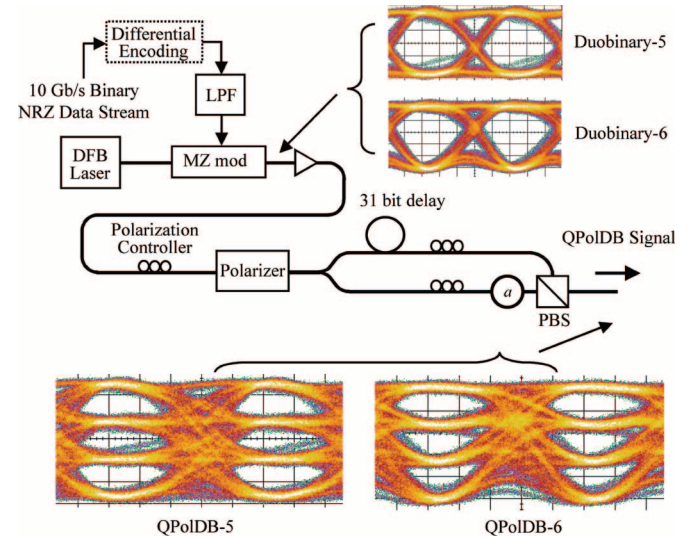 Differential
Encoding
Duobinary-5
10 Gb/s Binary
NRZ Data Stream
LPF
Duobinary-6
DFB
Laser
MZ mod
31 bit delay
Polarization
Controller
QPolDB Signal
Polarizer
a
PBS
QPolDB-5
QPolDB-6